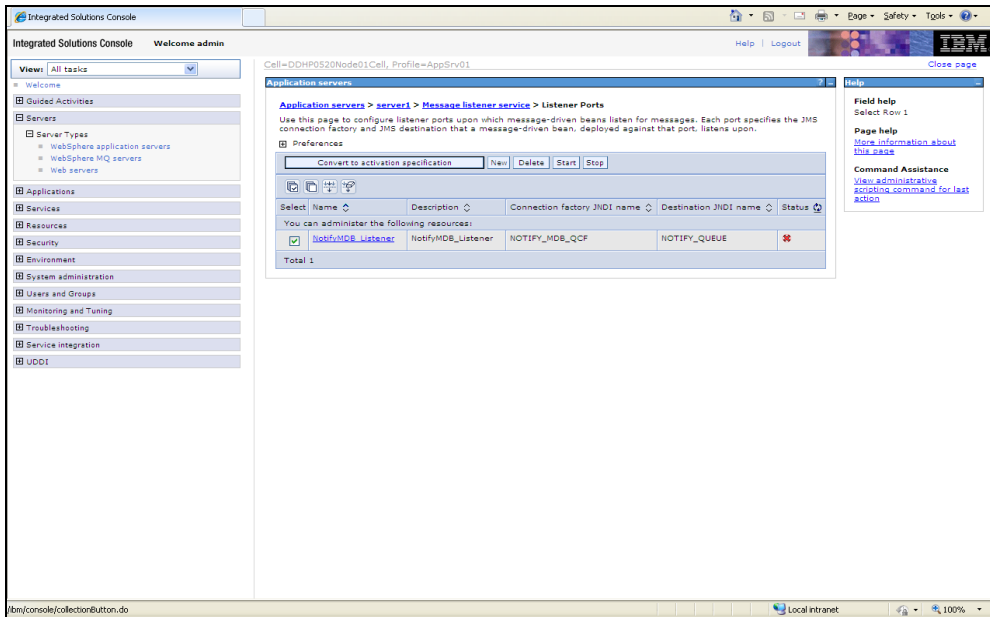 Integrated Solutions Console
Page Safety Tools
Integrated Solutions Console Welcome admin
Help | Logout
IBM
View: All tasks
Cell=DDHP0520Node01Cell, Profile=AppSrv01
Close page
Welcome
Guided Activities
Servers
Server Types
WebSphere application servers
WebSphere MQ servers
Web servers
Applications
Services
Resources
Security
Environment
System administration
Users and Groups
Monitoring and Tuning
Troubleshooting
Service integration
UDDI
Application servers ? -
Application servers > server1 > Message listener service > Listener Ports
Use this page to configure listener ports upon which message-driven beans listen for messages. Each port specifies the JMS
connection factory and JMS destination that a message-driven bean, deployed against that port, listens upon.
Preferences
Convert to activation specification New Delete Start Stop
Select Name Description Connection factory JNDI name Destination JNDI name Status
You can administer the following resources:
NotifyMDB_Listener NotifyMDB_Listener NOTIFY_MDB_QCF NOTIFY_QUEUE
Total 1
Help
Field help
Select Row 1
Page help
More information about
this page
Command Assistance
View administrative
scripting command for last
action
/ibm/console/collectionButton.do
Local intranet
100%